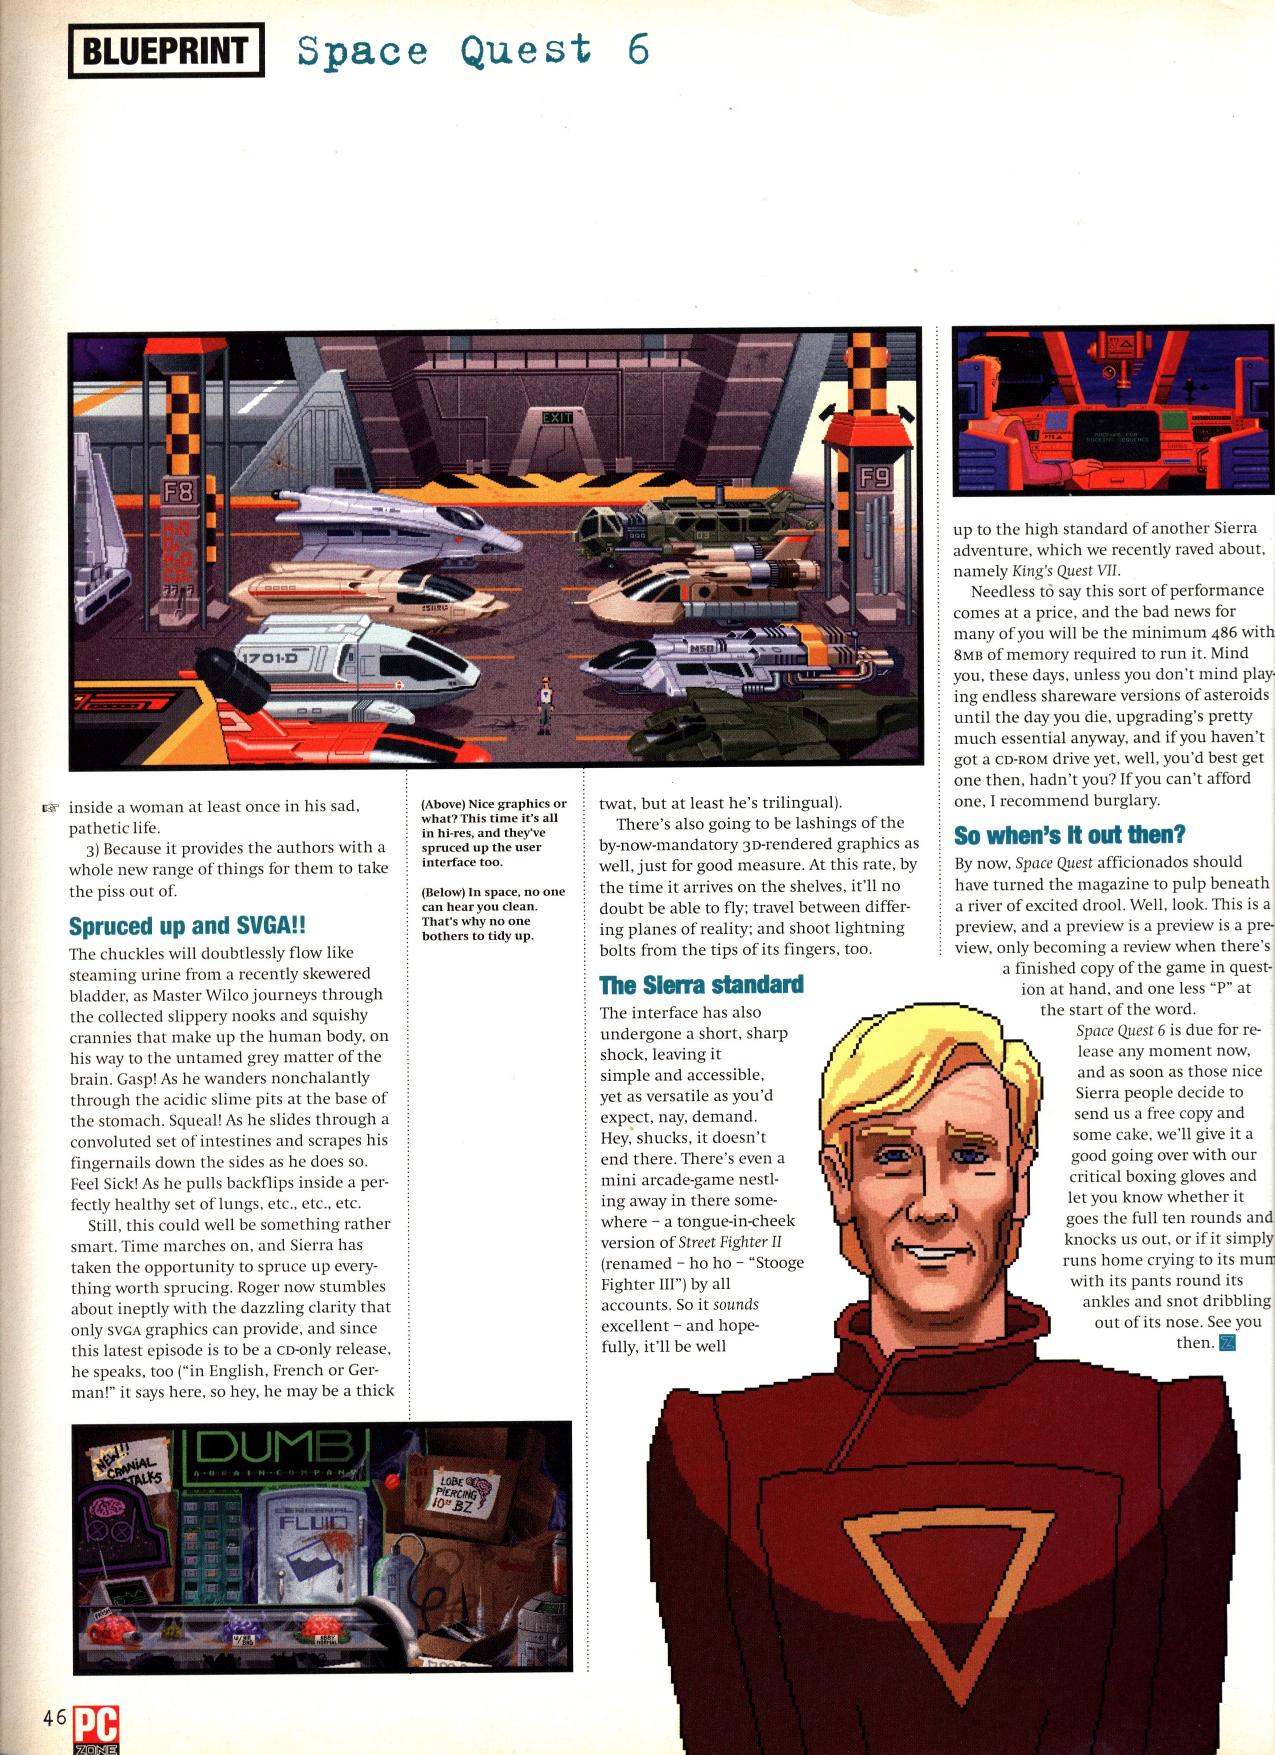 BLUEPRINT Space Quest 6
EXIT
F8
F9
1701-D
PREPARE FOR
DOCKING SEQUENCE
inside a woman at least once in his sad,
pathetic life.
3) Because it provides the authors with a
whole new range of things for them to take
the piss out of.
Spruced up and SVGA!!
The chuckles will doubtlessly flow like
steaming urine from a recently skewered
bladder, as Master Wilco journeys through
the collected slippery nooks and squishy
crannies that make up the human body, on
his way to the untamed grey matter of the
brain. Gasp! As he wanders nonchalantly
through the acidic slime pits at the base of
the stomach. Squeal! As he slides through a
convoluted set of intestines and scrapes his
fingernails down the sides as he does so.
Feel Sick! As he pulls backflips inside a per-
fectly healthy set of lungs, etc., etc., etc.
Still, this could well be something rather
smart. Time marches on, and Sierra has
taken the opportunity to spruce up every-
thing worth sprucing. Roger now stumbles
about ineptly with the dazzling clarity that
only SVGA graphics can provide, and since
this latest episode is to be a CD-only release,
he speaks, too ("in English, French or Ger-
man!" it says here, so hey, he may be a thick
(Above) Nice graphics or
what? This time it's all
in hi-res, and they've
spruced up the user
interface too.
(Below) In space, no one
can hear you clean.
That's why no one
bothers to tidy up.
twat, but at least he's trilingual).
There's also going to be lashings of the
by-now-mandatory 3D-rendered graphics as
well, just for good measure. At this rate, by
the time it arrives on the shelves, it'll no
doubt be able to fly; travel between differ-
ing planes of reality; and shoot lightning
bolts from the tips of its fingers, too.
The Sierra standard
The interface has also
undergone a short, sharp
shock, leaving it
simple and accessible,
yet as versatile as you'd
expect, nay, demand.
Hey, shucks, it doesn't
end there. There's even a
mini arcade-game nestl-
ing away in there some-
where – a tongue-in-cheek
version of Street Fighter II
(renamed – ho ho – "Stooge
Fighter III") by all
accounts. So it sounds
excellent – and hope-
fully, it'll be well
up to the high standard of another Sierra
adventure, which we recently raved about,
namely King's Quest VII.
Needless to say this sort of performance
comes at a price, and the bad news for
many of you will be the minimum 486 with
8MB of memory required to run it. Mind
you, these days, unless you don't mind play-
ing endless shareware versions of asteroids
until the day you die, upgrading's pretty
much essential anyway, and if you haven't
got a CD-ROM drive yet, well, you'd best get
one then, hadn't you? If you can't afford
one, I recommend burglary.
So when's it out then?
By now, Space Quest afficionados should
have turned the magazine to pulp beneath
a river of excited drool. Well, look. This is a
preview, and a preview is a preview is a pre-
view, only becoming a review when there's
a finished copy of the game in quest-
ion at hand, and one less "P" at
the start of the word.
Space Quest 6 is due for re-
lease any moment now,
and as soon as those nice
Sierra people decide to
send us a free copy and
some cake, we'll give it a
good going over with our
critical boxing gloves and
let you know whether it
goes the full ten rounds and
knocks us out, or if it simply
runs home crying to its mum
with its pants round its
ankles and snot dribbling
out of its nose. See you
then. Z
NEW!!
CRANIAL
STALKS
DUMB
A-BRAIN-COMPANY
FLUID
LOBE
PIERCING
10 BZ
ABBY
NORMAL
46 PC
ZONE